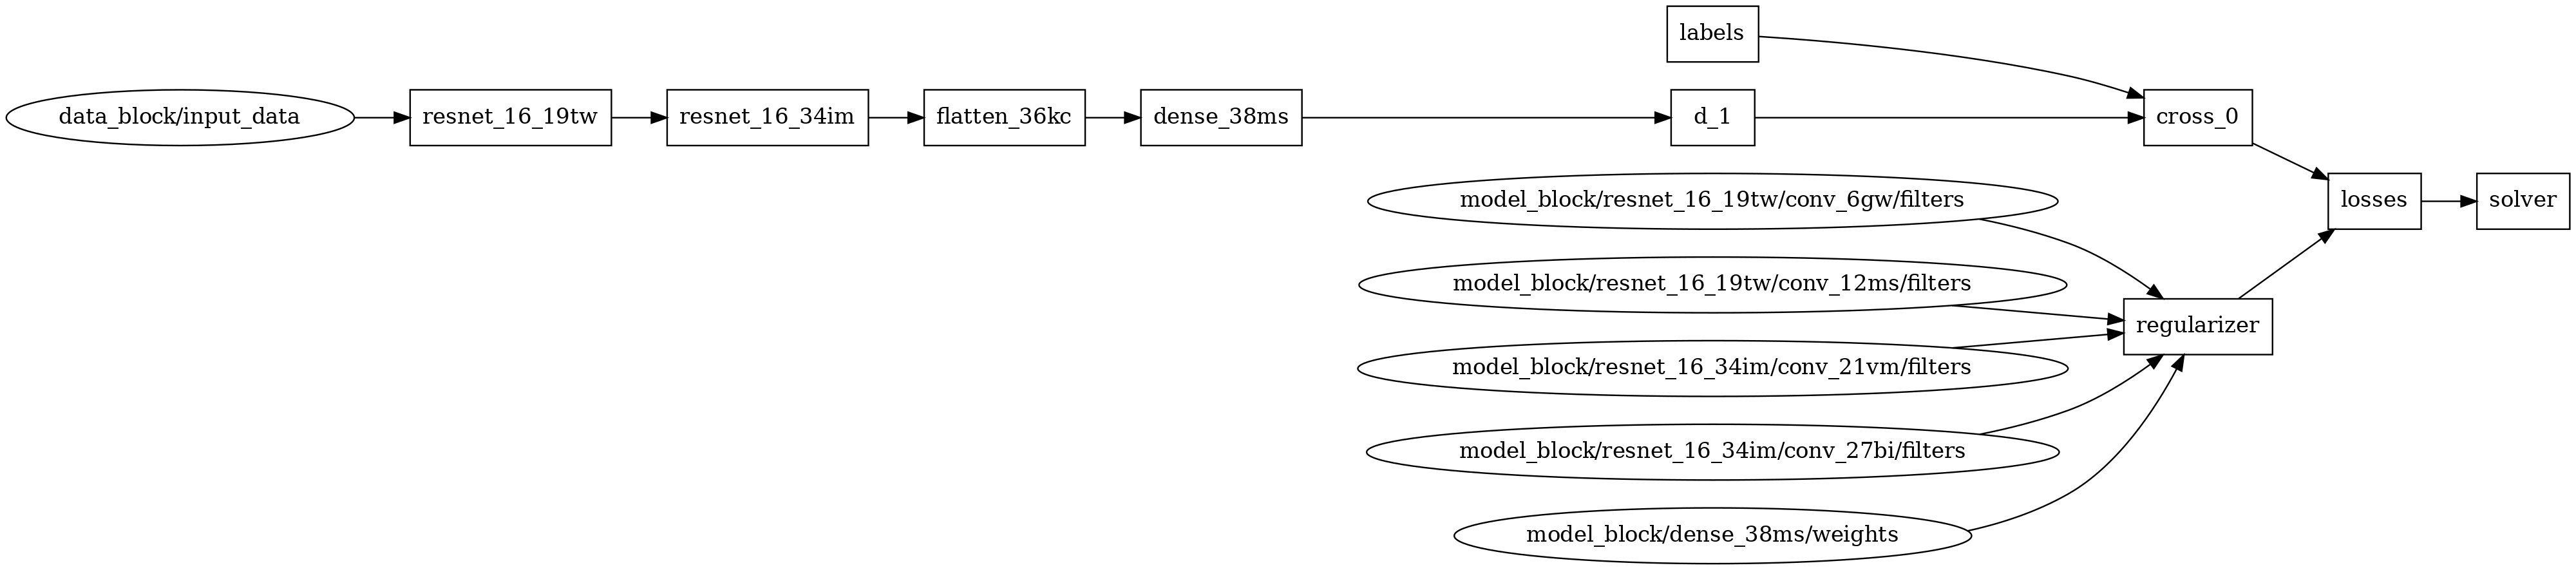 labels
data_block/input_data
resnet_16_19tw
resnet_16_34im
flatten_36kc
dense_38ms
d_1
cross_0
model_block/resnet_16_19tw/conv_6gw/filters
losses
solver
model_block/resnet_16_19tw/conv_12ms/filters
regularizer
model_block/resnet_16_34im/conv_21vm/filters
model_block/resnet_16_34im/conv_27bi/filters
model_block/dense_38ms/weights